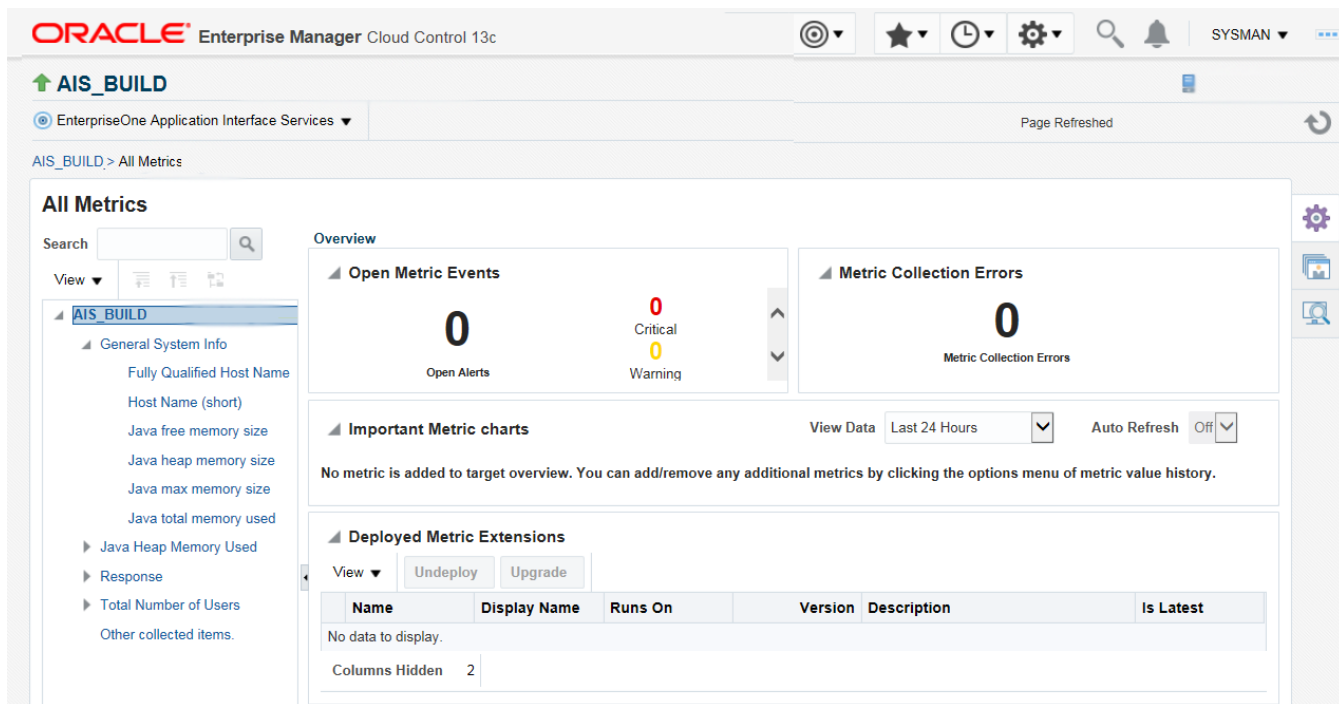 ORACLE Enterprise Manager Cloud Control 13c
SYSMAN
AIS_BUILD
EnterpriseOne Application Interface Services
Page Refreshed
AIS_BUILD > All Metrics
All Metrics
Search
View
AIS_BUILD
General System Info
Fully Qualified Host Name
Host Name (short)
Java free memory size
Java heap memory size
Java max memory size
Java total memory used
Java Heap Memory Used
Response
Total Number of Users
Other collected items.
Overview
Open Metric Events
0
Open Alerts
0
Critical
0
Warning
Metric Collection Errors
0
Metric Collection Errors
Important Metric charts
View Data Last 24 Hours
Auto Refresh Off
No metric is added to target overview. You can add/remove any additional metrics by clicking the options menu of metric value history.
Deployed Metric Extensions
View Undeploy Upgrade
Name Display Name Runs On Version Description Is Latest
No data to display.
Columns Hidden 2